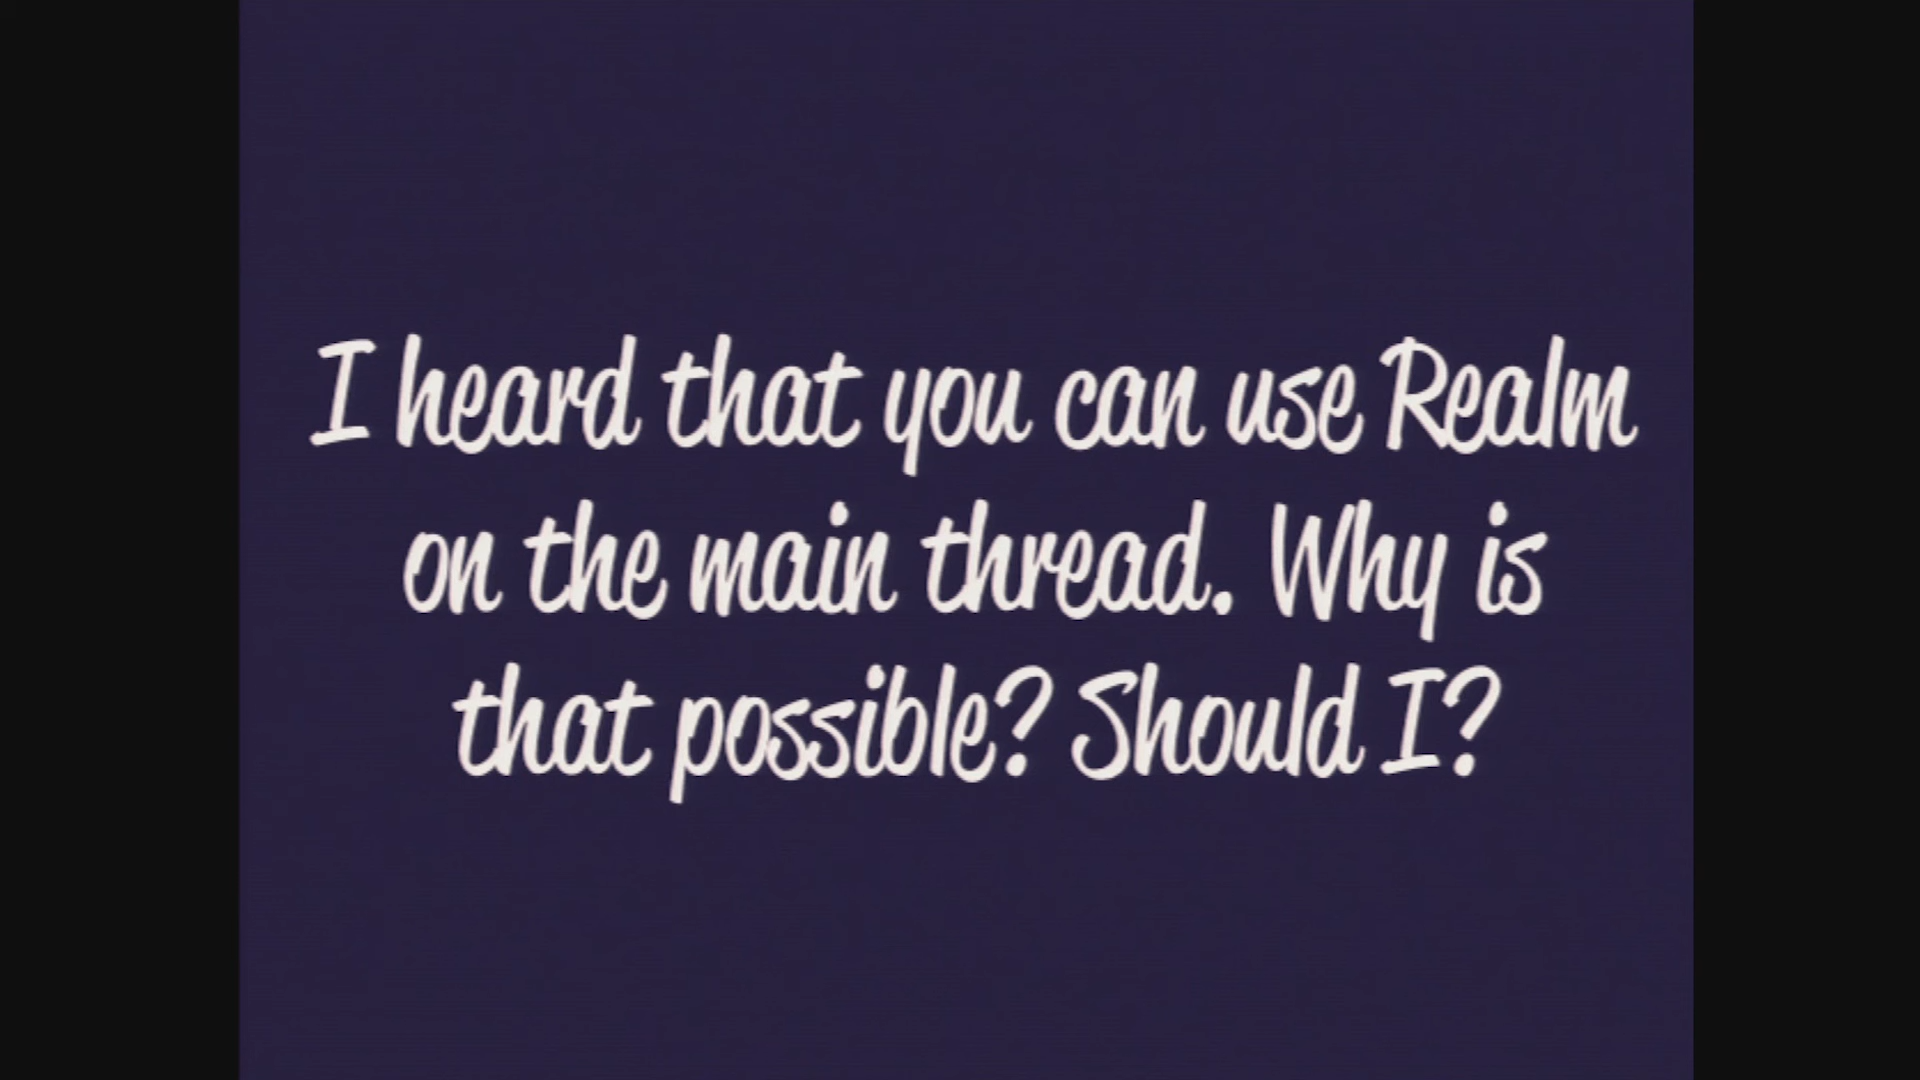 I heard that you can use Realm
on the main thread. Why is
that possible? Should I?